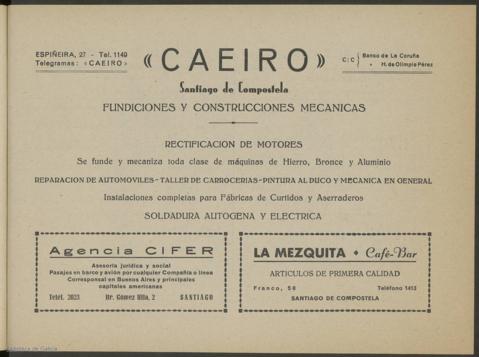 ESPIÑEIRA, 27 - Tel. 1140
Telegramas: «CAEIRO»
«CAEIRO»
C/C { Banco de La Coruña
» H. de Olimpio Pérez
Santiago de Compostela
FUNDICIONES Y CONSTRUCCIONES MECANICAS
RECTIFICACION DE MOTORES
Se funde y mecaniza toda clase de máquinas de Hierro, Bronce y Aluminio
REPARACION DE AUTOMOVILES-TALLER DE CARROCERIAS-PINTURA AL DUCO Y MECANICA EN GENERAL
Instalaciones completas para Fábricas de Curtidos y Aserraderos
SOLDADURA AUTOGENA Y ELECTRICA
Agencia CIFER
Asesoría jurídica y social
Pasajes en barco y avión por cualquier Compañía o línea
Corresponsal en Buenos Aires y principales
capitales americanas
Teléf. 2023 Dr. Gómez Ulla, 2 SANTIAGO
LA MEZQUITA • Café-Bar
ARTICULOS DE PRIMERA CALIDAD
Franco, 58 Teléfono 1413
SANTIAGO DE COMPOSTELA
Biblioteca de Galicia